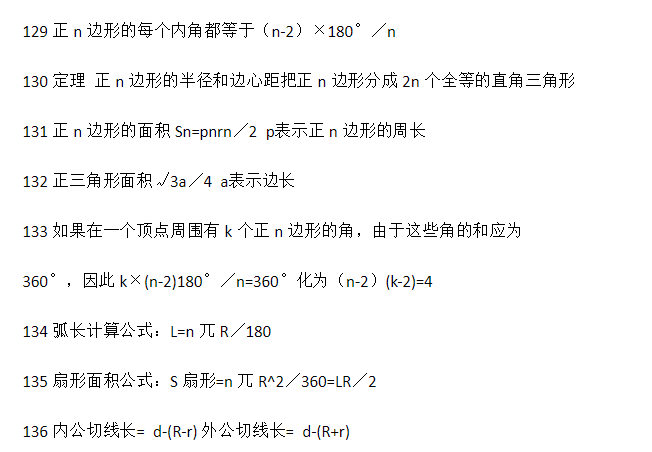 129 正 n 边形的每个内角都等于（n-2）×180°／n
130 定理 正 n 边形的半径和边心距把正 n 边形分成 2n 个全等的直角三角形
131 正 n 边形的面积 Sn=pnrn／2 p表示正 n 边形的周长
132 正三角形面积√3a／4 a表示边长
133 如果在一个顶点周围有 k 个正 n 边形的角，由于这些角的和应为
360°，因此 k×(n-2)180°／n=360°化为（n-2）(k-2)=4
134 弧长计算公式：L=n 兀 R／180
135 扇形面积公式：S 扇形=n 兀 R^2／360=LR／2
136 内公切线长= d-(R-r) 外公切线长= d-(R+r)